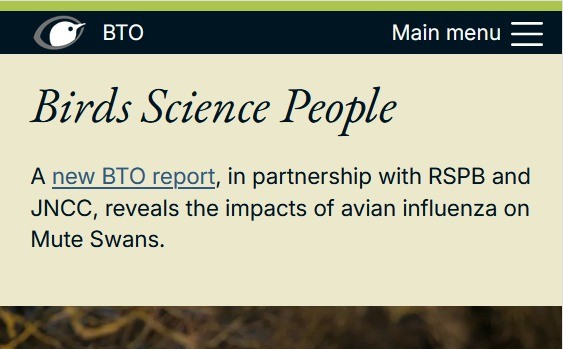 BTO
Main menu
Birds Science People
A new BTO report, in partnership with RSPB and
JNCC, reveals the impacts of avian influenza on
Mute Swans.